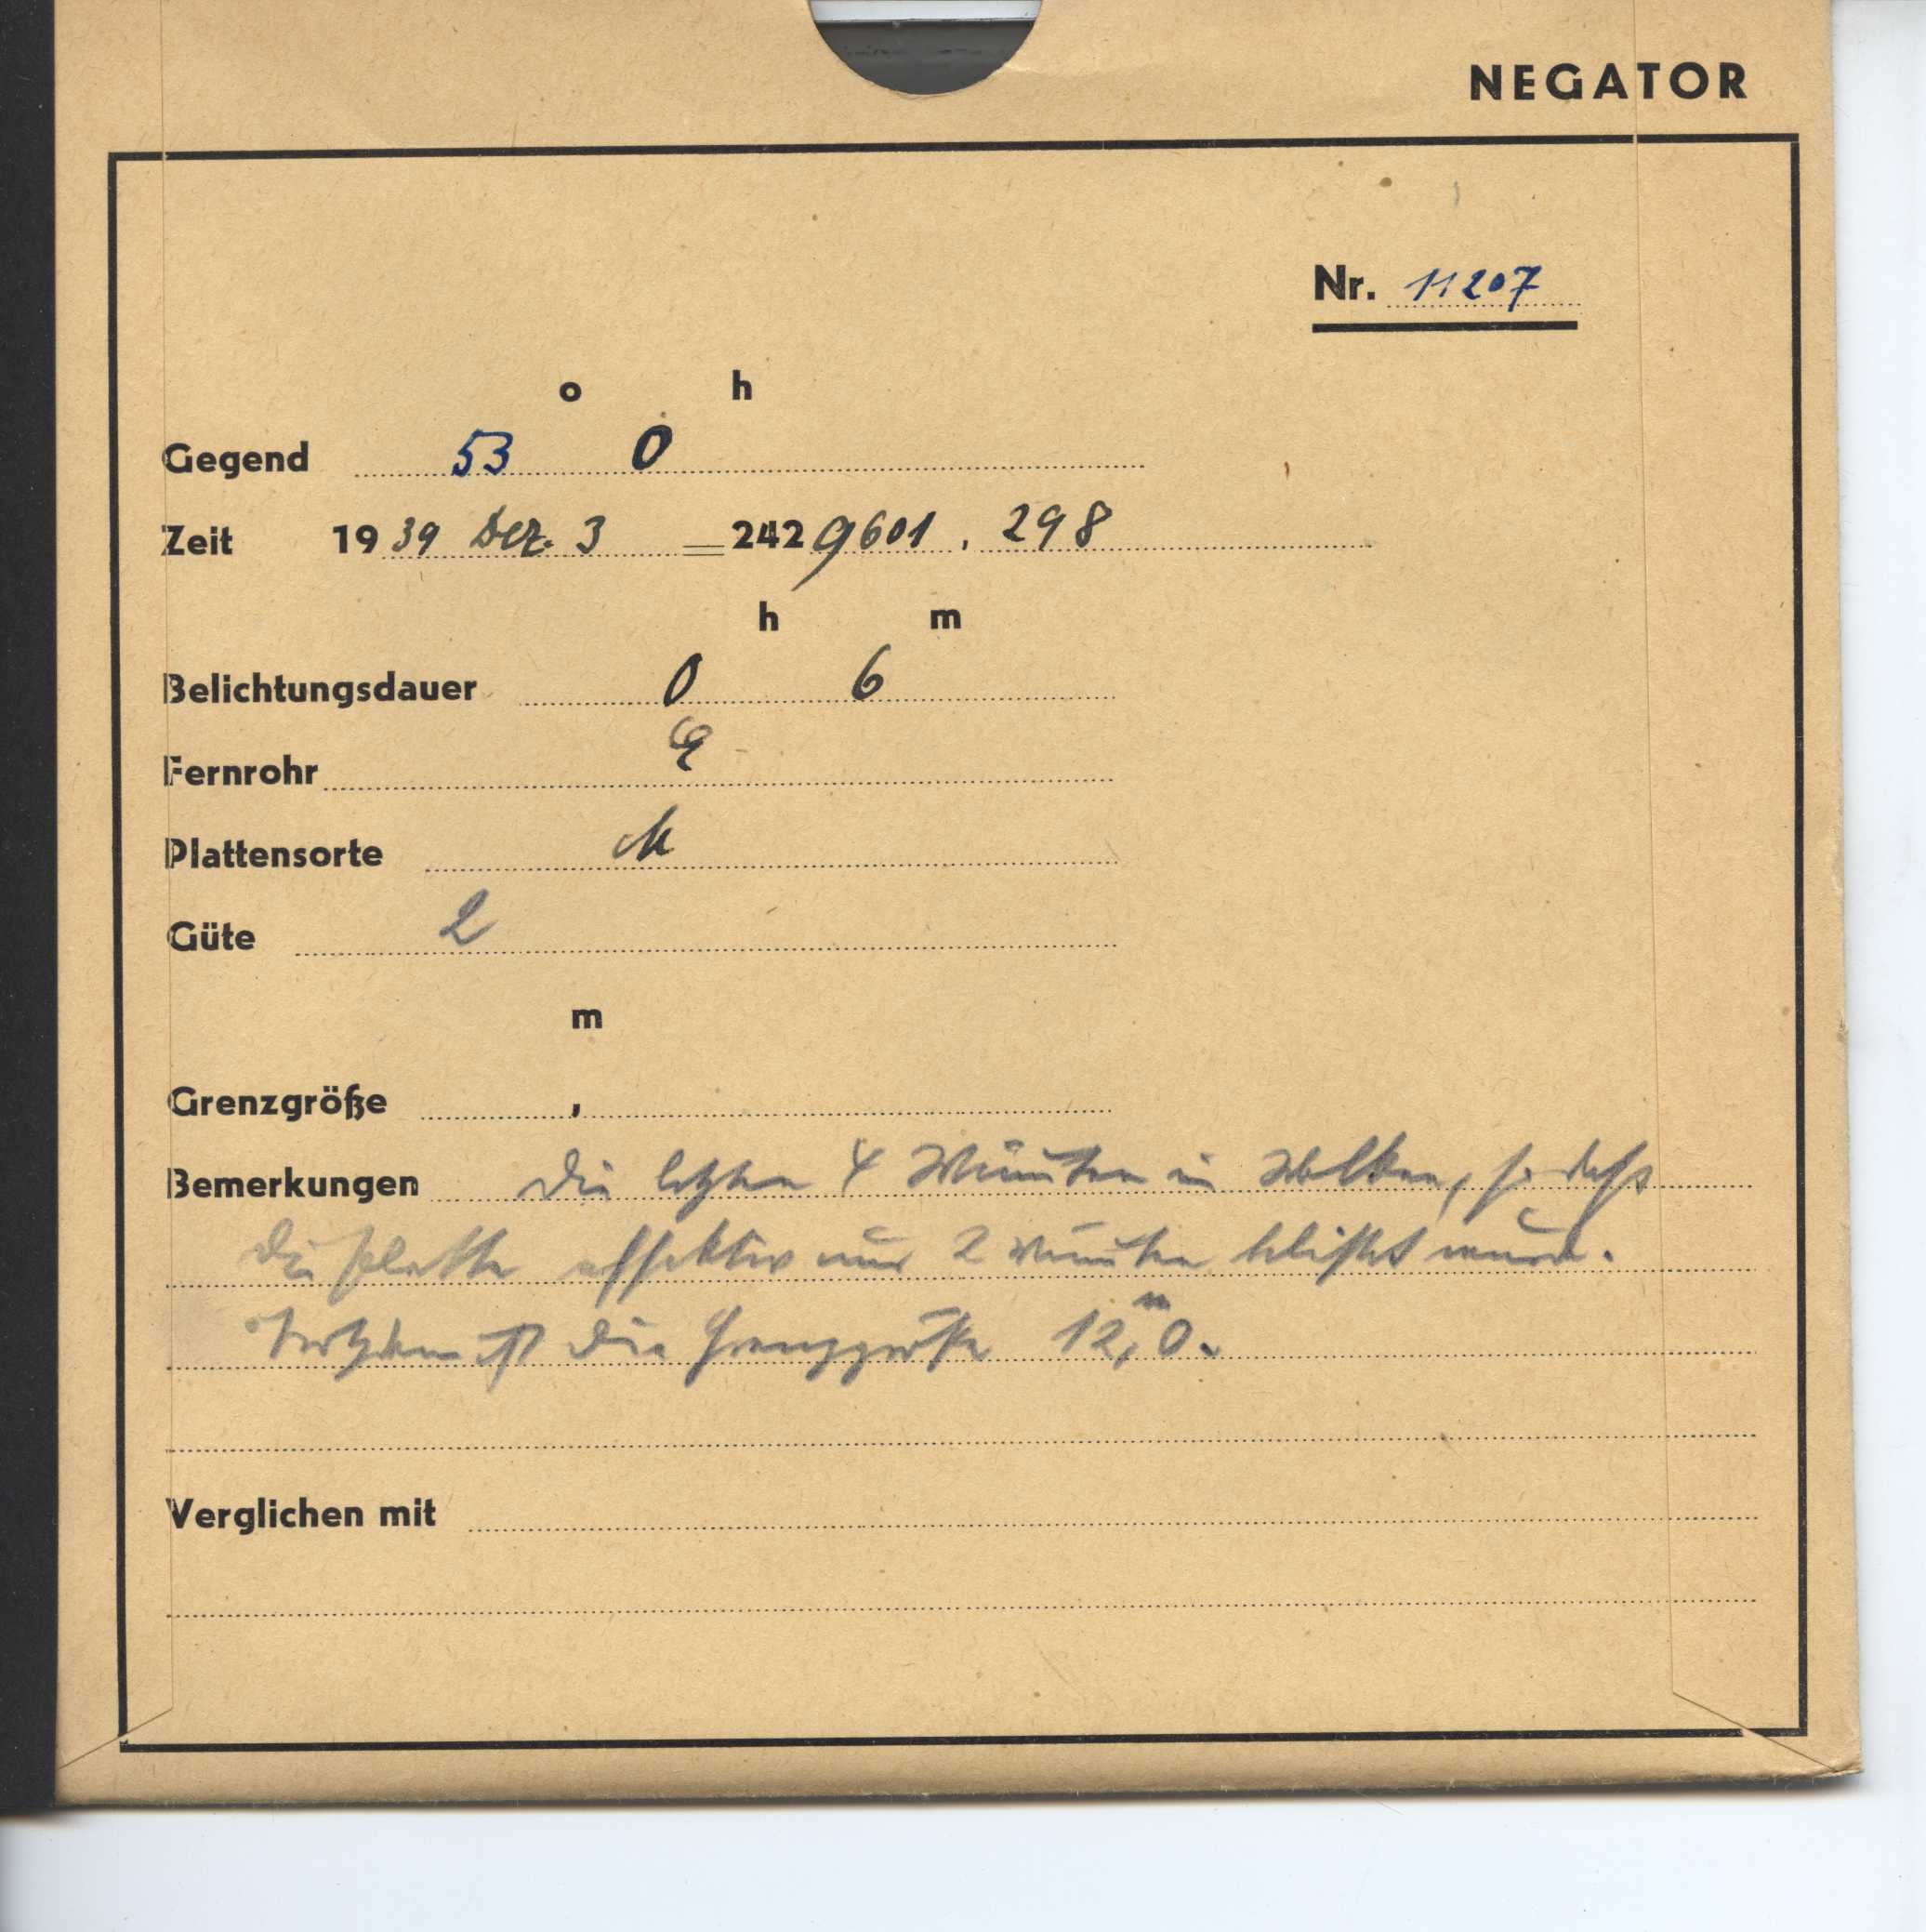 NEGATOR
Nr. 11207
o h
Gegend 53 0
Zeit 1939 Dez. 3 = 2429601 . 298
h m
Belichtungsdauer 0 6
Fernrohr
Plattensorte
Güte 2
m
Grenzgröße ,
Bemerkungen Die letzten 4 Minuten in Wolken, so daß
die Platte effektiv nur 2 Minuten belichtet wurde.
Trotzdem ist die Grenzgröße 12,ᵐ0.
Verglichen mit